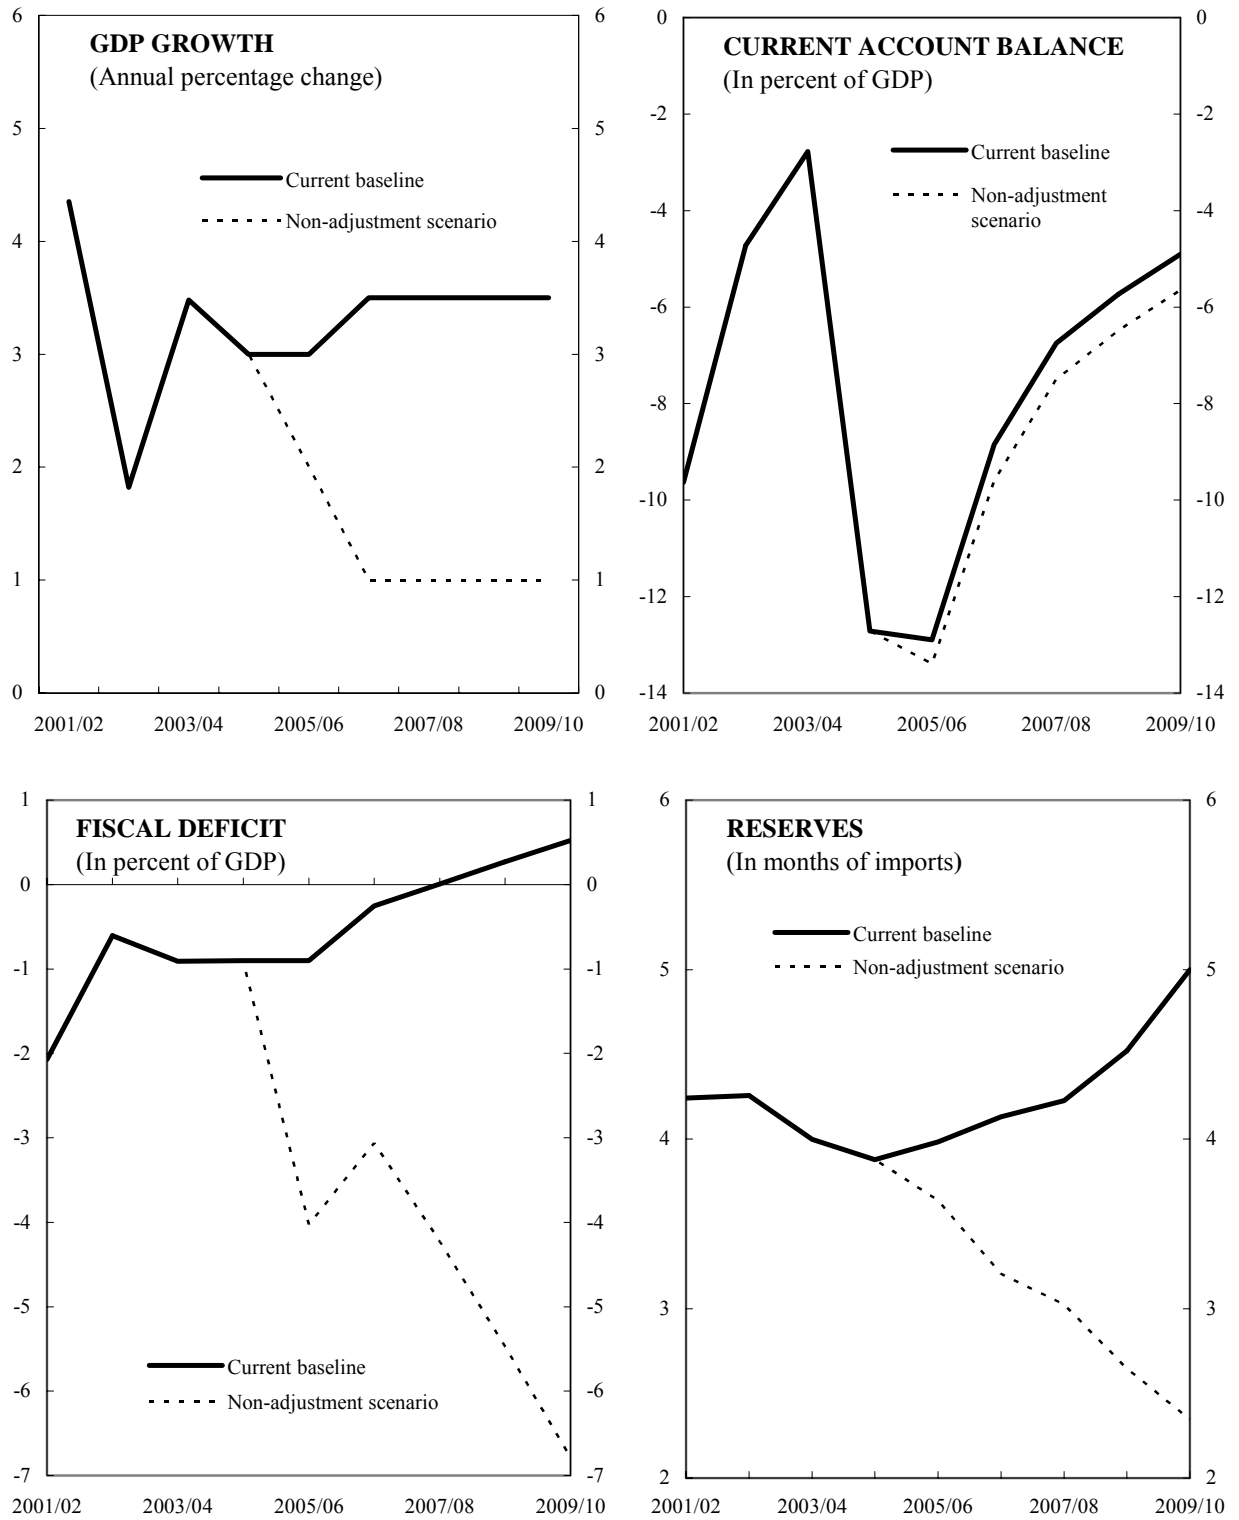 GDP GROWTH
(Annual percentage change)
6
5
4
3
2
1
0
6
5
4
3
2
1
0
Current baseline
Non-adjustment scenario
2001/02 2003/04 2005/06 2007/08 2009/10
CURRENT ACCOUNT BALANCE
(In percent of GDP)
0
-2
-4
-6
-8
-10
-12
-14
0
-2
-4
-6
-8
-10
-12
-14
Current baseline
Non-adjustment
scenario
2001/02 2003/04 2005/06 2007/08 2009/10
FISCAL DEFICIT
(In percent of GDP)
1
0
-1
-2
-3
-4
-5
-6
-7
1
0
-1
-2
-3
-4
-5
-6
-7
Current baseline
Non-adjustment scenario
2001/02 2003/04 2005/06 2007/08 2009/10
RESERVES
(In months of imports)
6
5
4
3
2
6
5
4
3
2
Current baseline
Non-adjustment scenario
2001/02 2003/04 2005/06 2007/08 2009/10